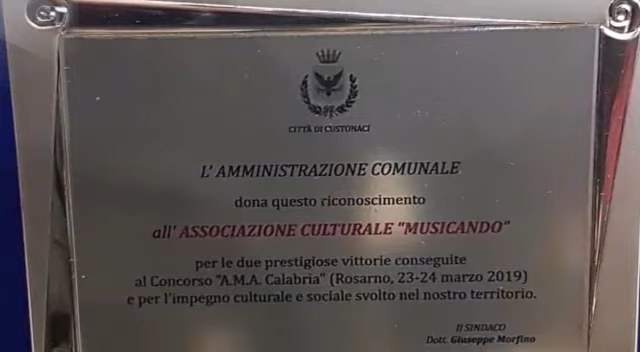 CITTÀ DI CUSTONACI
L' AMMINISTRAZIONE COMUNALE
dona questo riconoscimento
all' ASSOCIAZIONE CULTURALE "MUSICANDO"
per le due prestigiose vittorie conseguite
al Concorso "A.M.A. Calabria" (Rosarno, 23-24 marzo 2019)
e per l'impegno culturale e sociale svolto nel nostro territorio.
Il SINDACO
Dott. Giuseppe Morfino